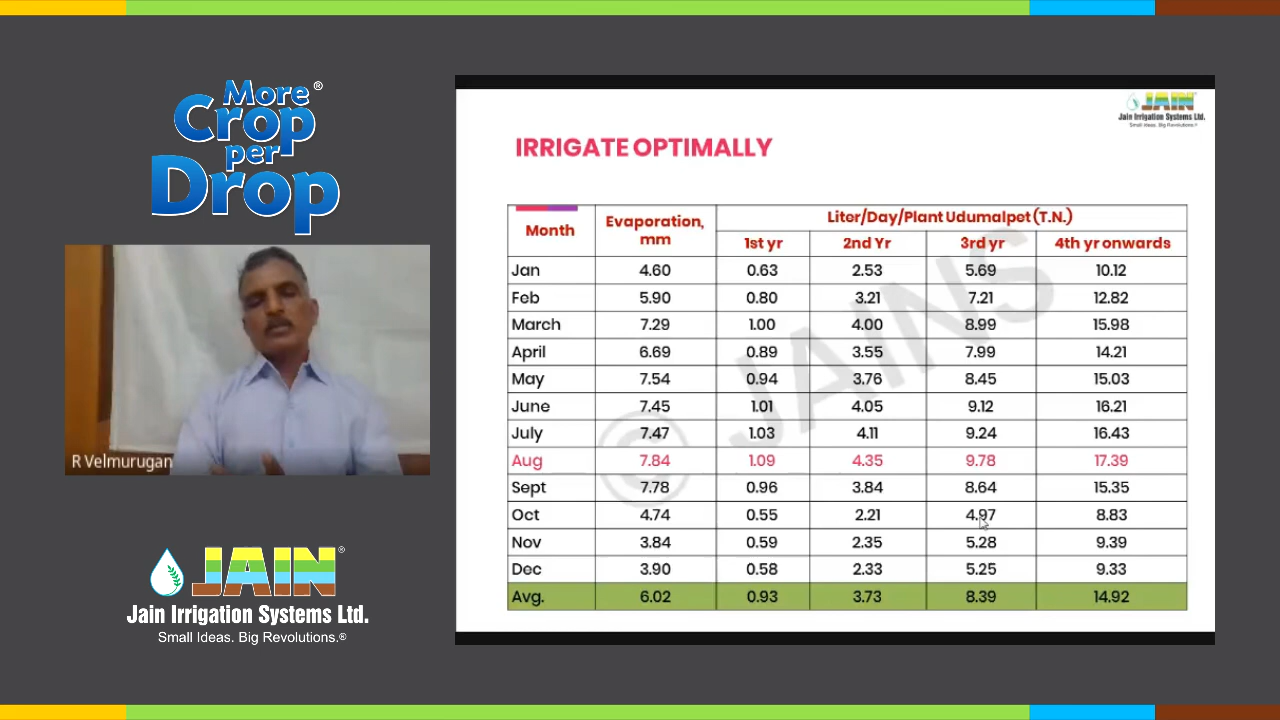 More®
Crop
per
Drop
R Velmurugan
JAIN®
Jain Irrigation Systems Ltd.
Small Ideas. Big Revolutions.®
JAIN
Jain Irrigation Systems Ltd.
Small Ideas. Big Revolutions.®
IRRIGATE OPTIMALLY
Month Evaporation, mm Liter/Day/Plant Udumalpet (T.N.)
1st yr 2nd Yr 3rd yr 4th yr onwards
Jan 4.60 0.63 2.53 5.69 10.12
Feb 5.90 0.80 3.21 7.21 12.82
March 7.29 1.00 4.00 8.99 15.98
April 6.69 0.89 3.55 7.99 14.21
May 7.54 0.94 3.76 8.45 15.03
June 7.45 1.01 4.05 9.12 16.21
July 7.47 1.03 4.11 9.24 16.43
Aug 7.84 1.09 4.35 9.78 17.39
Sept 7.78 0.96 3.84 8.64 15.35
Oct 4.74 0.55 2.21 4.97 8.83
Nov 3.84 0.59 2.35 5.28 9.39
Dec 3.90 0.58 2.33 5.25 9.33
Avg. 6.02 0.93 3.73 8.39 14.92
© JAINS